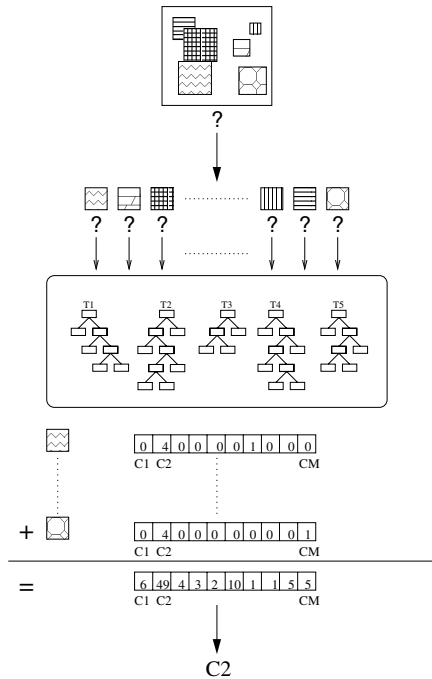 ?
? ? ? ? ? ?
T1 T2 T3 T4 T5
0 4 0 0 0 0 1 0 0 0
C1 C2 CM
+ 0 4 0 0 0 0 0 0 0 1
C1 C2 CM
= 6 49 4 3 2 10 1 1 5 5
C1 C2 CM
C2